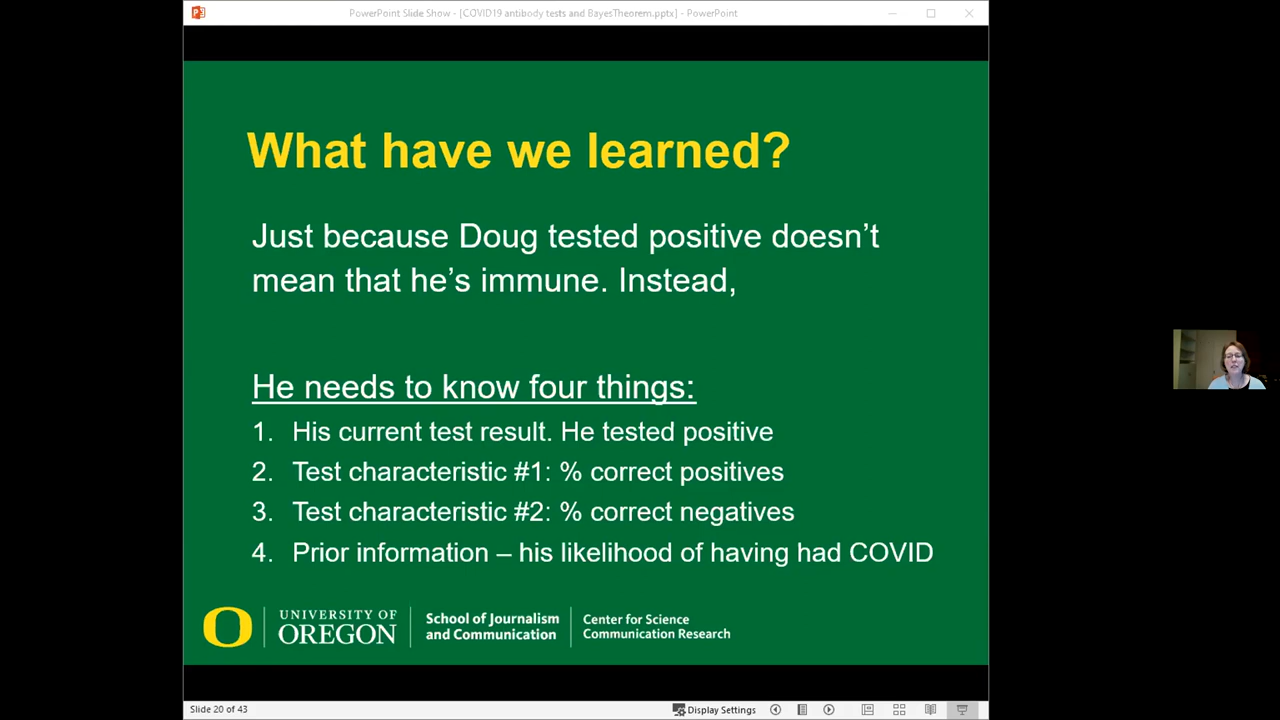 PowerPoint Slide Show - [COVID19 antibody tests and BayesTheorem.pptx] - PowerPoint
What have we learned?
Just because Doug tested positive doesn't
mean that he's immune. Instead,
He needs to know four things:
1. His current test result. He tested positive
2. Test characteristic #1: % correct positives
3. Test characteristic #2: % correct negatives
4. Prior information – his likelihood of having had COVID
O
UNIVERSITY OF
OREGON
School of Journalism
and Communication
Center for Science
Communication Research
Slide 20 of 43
Display Settings